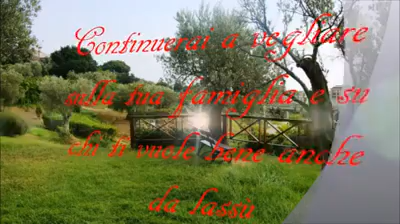 Continuerai a vegliare
sulla tua famiglia e su
chi ti vuole bene anche
da lassù